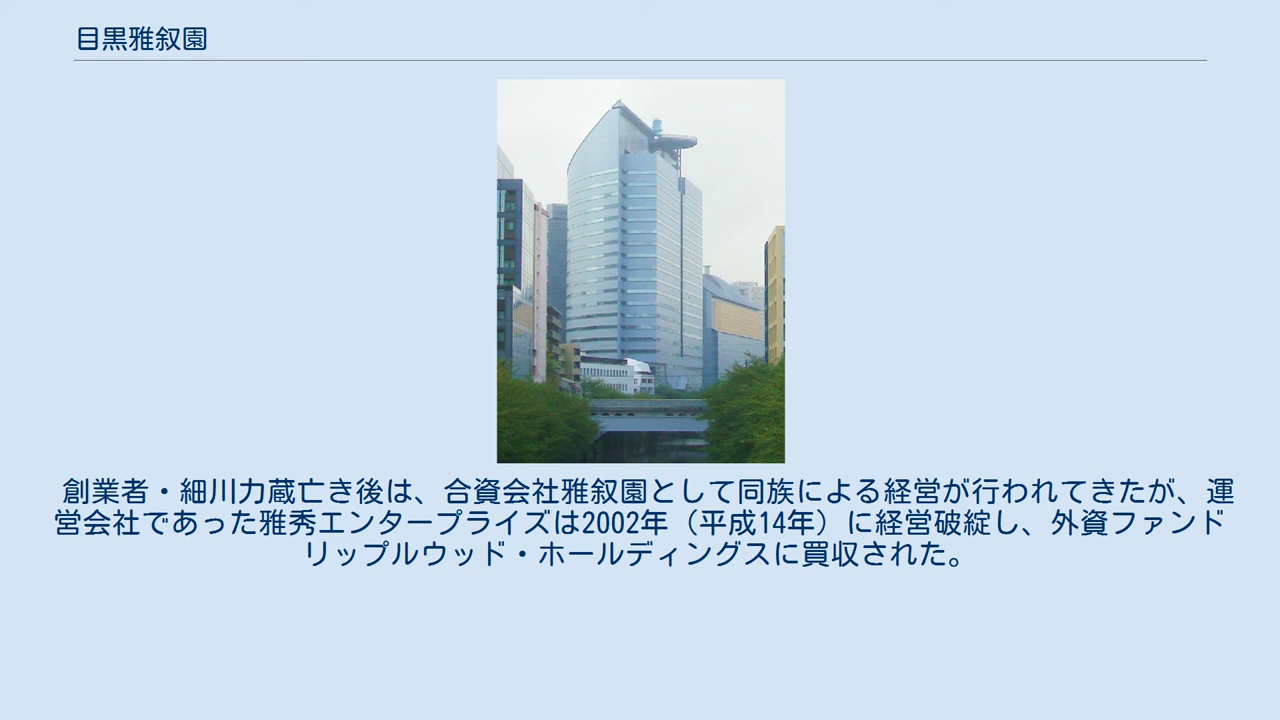 目黒雅叙園
創業者・細川力蔵亡き後は、合資会社雅叙園として同族による経営が行われてきたが、運
営会社であった雅秀エンタープライズは2002年（平成14年）に経営破綻し、外資ファンド
リップルウッド・ホールディングスに買収された。